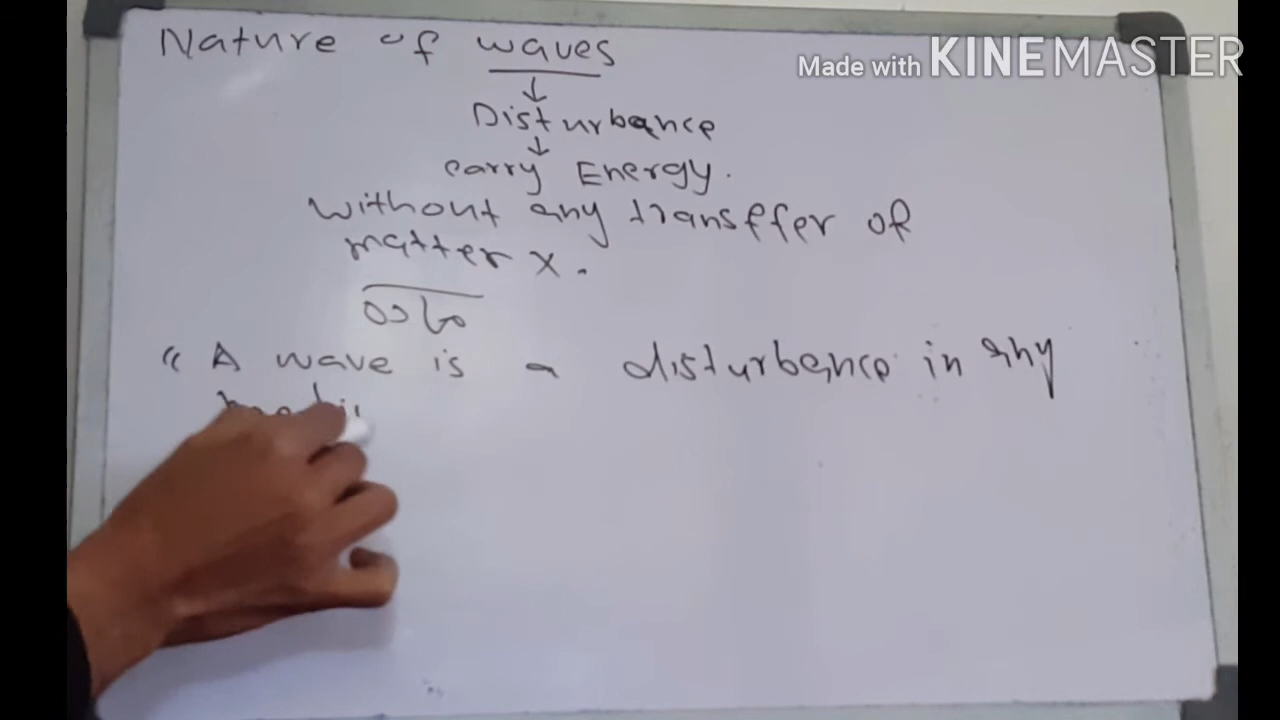 Nature of waves
Made with KINEMASTER
↓
Disturbance
↓
carry Energy.
without any transffer of
matter x.
" A wave is a disturbance in any